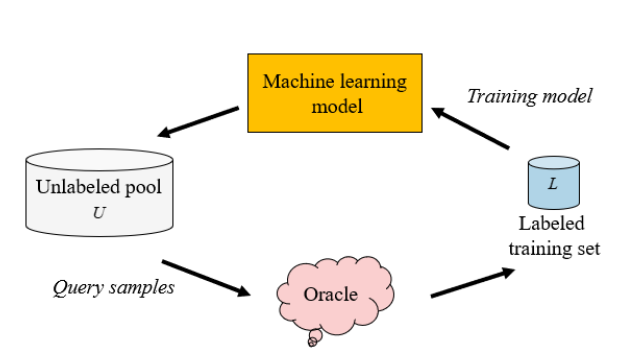 Machine learning
model
Training model
Unlabeled pool
U
L
Labeled
training set
Query samples
Oracle